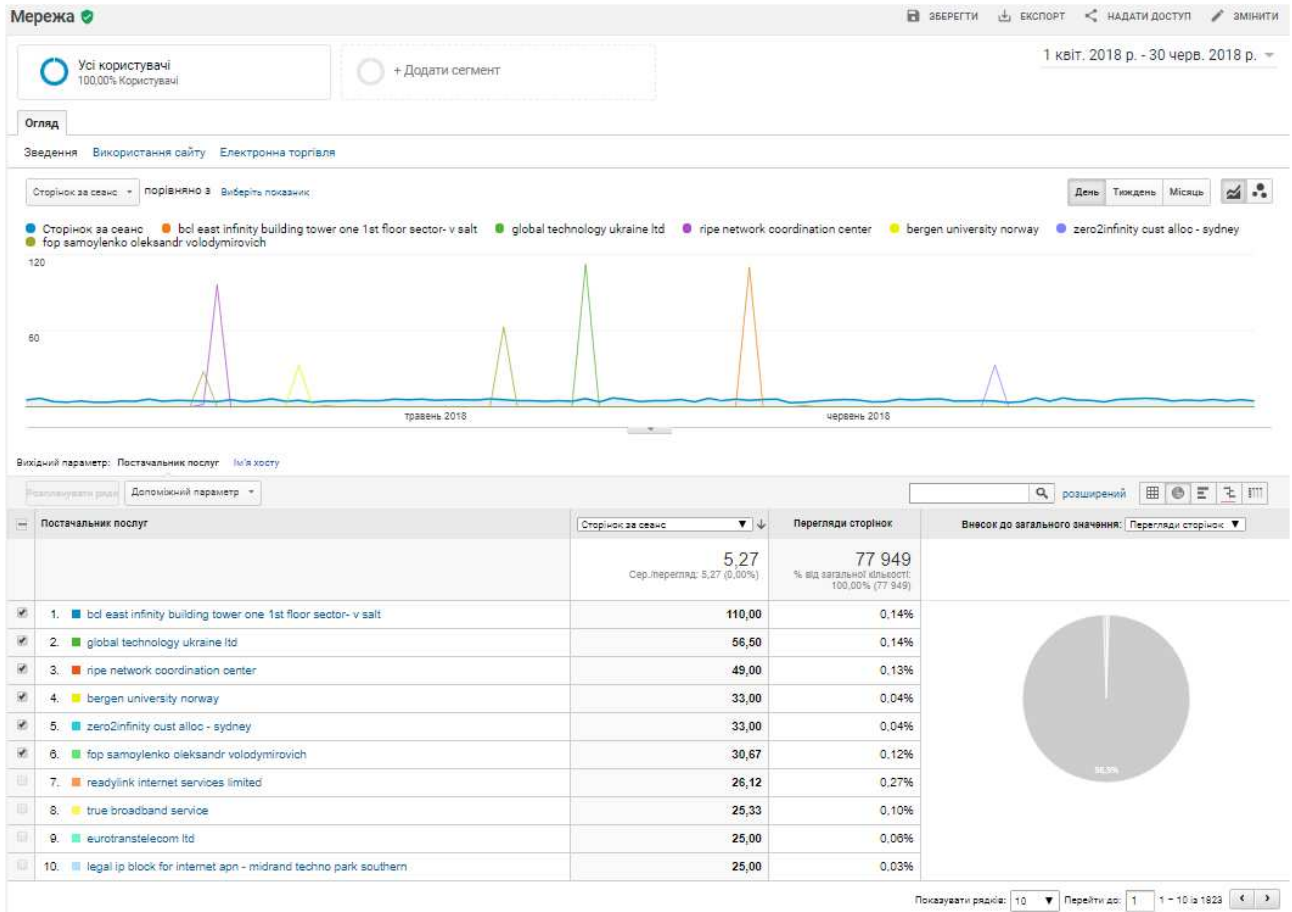 Мережа
ЗБЕРЕГТИ ЕКСПОРТ НАДАТИ ДОСТУП ЗМІНИТИ
Усі користувачі
100,00% Користувачі
+ Додати сегмент
1 квіт. 2018 р. - 30 черв. 2018 р.
Огляд
Зведення Використання сайту Електронна торгівля
Сторінок за сеанс порівняно з Виберіть показник
День Тиждень Місяць
Сторінок за сеанс bcl east infinity building tower one 1st floor sector- v salt global technology ukraine ltd ripe network coordination center bergen university norway zero2infinity cust alloc - sydney
fop samoylenko oleksandr volodymirovich
120
60
травень 2018 червень 2018
Вихідний параметр: Постачальник послуг Ім'я хосту
Розпланувати рядки Допоміжний параметр
розширений
Постачальник послуг Сторінок за сеанс Перегляди сторінок Внесок до загального значення: Перегляди сторінок
5,27 77 949
Сер./перегляд: 5,27 (0,00%) % від загальної кількості:
100,00% (77 949)
1. bcl east infinity building tower one 1st floor sector- v salt 110,00 0,14%
2. global technology ukraine ltd 56,50 0,14%
3. ripe network coordination center 49,00 0,13%
4. bergen university norway 33,00 0,04%
5. zero2infinity cust alloc - sydney 33,00 0,04%
6. fop samoylenko oleksandr volodymirovich 30,67 0,12%
7. readylink internet services limited 26,12 0,27%
8. true broadband service 25,33 0,10%
9. eurotranstelecom ltd 25,00 0,06%
10. legal ip block for internet apn - midrand techno park southern 25,00 0,03%
Показувати рядків: 10 Перейти до: 1 1 – 10 із 1823